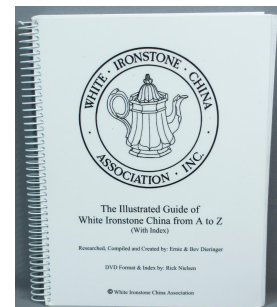 WHITE · IRONSTONE · CHINA
· ASSOCIATION · INC. ·
The Illustrated Guide of
White Ironstone China from A to Z
(With Index)
Researched, Compiled and Created by: Ernie & Bev Dieringer
DVD Format & Index by: Rick Nielsen
© White Ironstone China Association